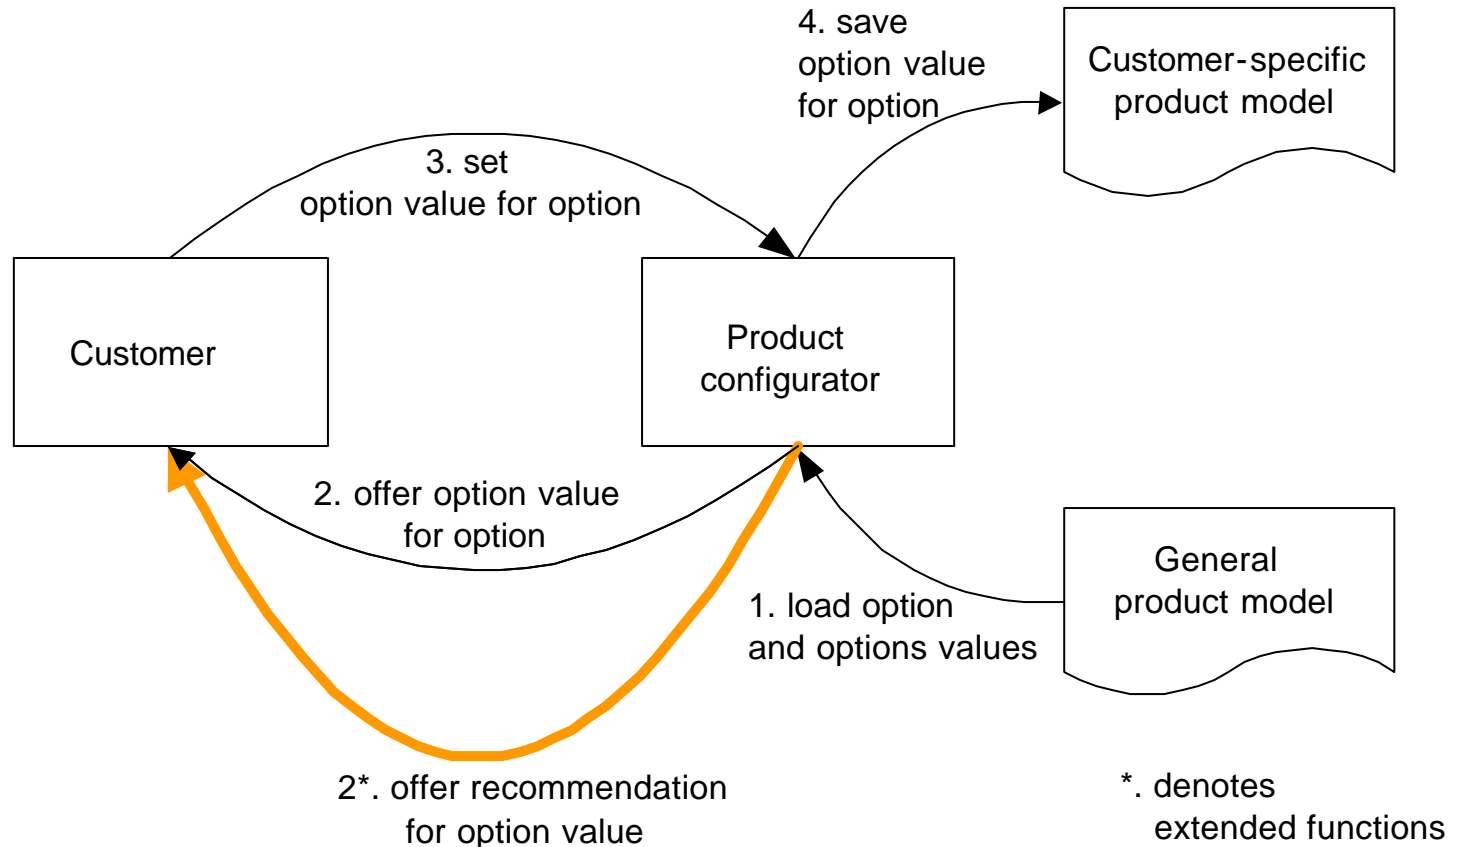 4. save
option value
for option
Customer-specific
product model
3. set
option value for option
Customer
Product
configurator
2. offer option value
for option
General
product model
1. load option
and options values
2*. offer recommendation
for option value
*. denotes
extended functions